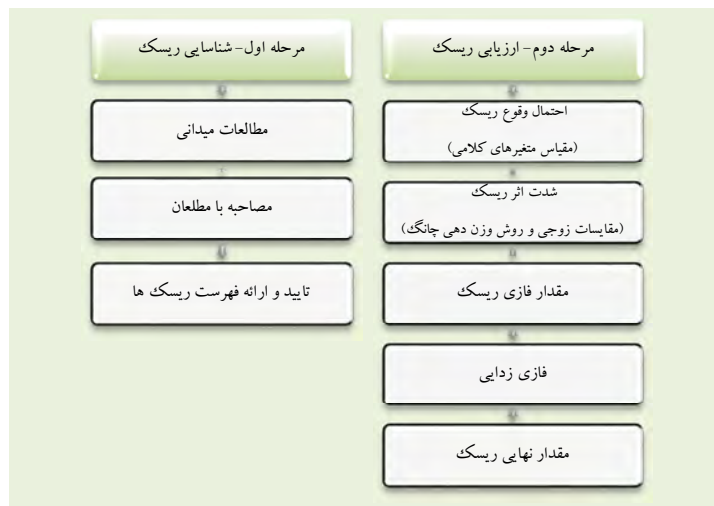 مرحله اول- شناسایی ریسک
مطالعات میدانی
مصاحبه با مطلعان
تایید و ارائه فهرست ریسک ها
مرحله دوم- ارزیابی ریسک
احتمال وقوع ریسک
(مقیاس متغیرهای کلامی)
شدت اثر ریسک
(مقایسات زوجی و روش وزن دهی چانگ)
مقدار فازی ریسک
فازی زدایی
مقدار نهایی ریسک